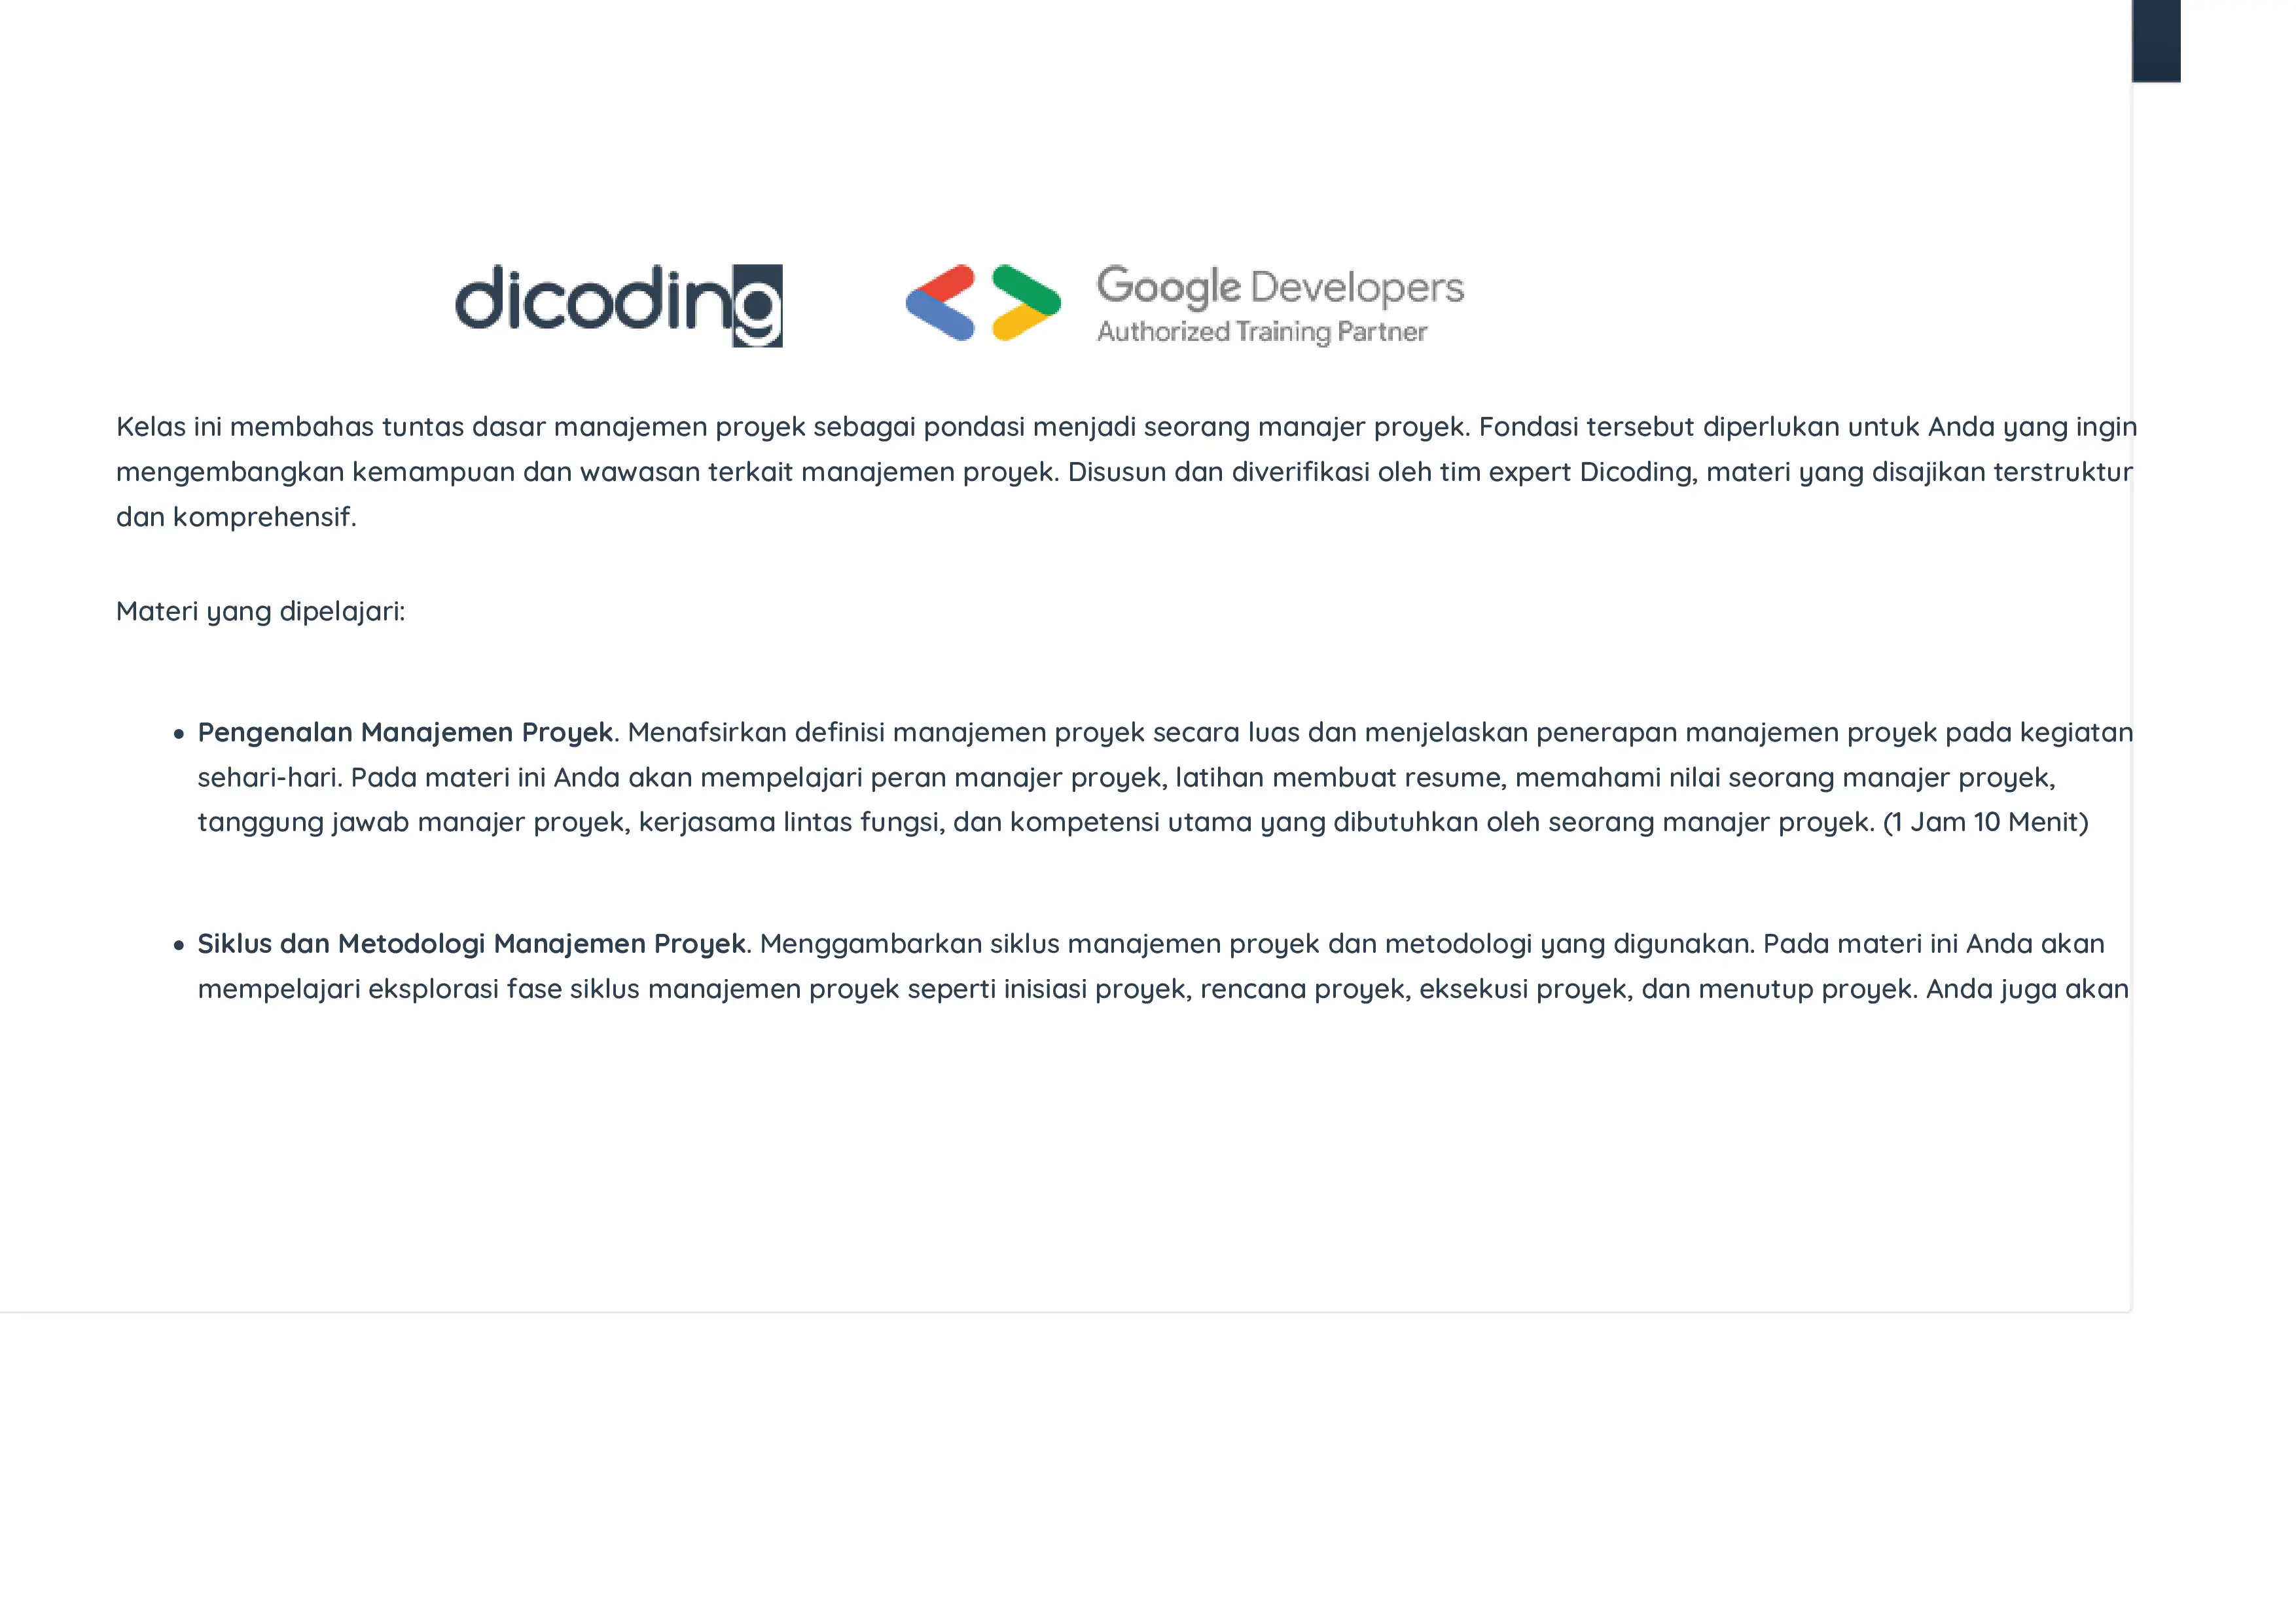 dicoding
Google Developers
Authorized Training Partner
Kelas ini membahas tuntas dasar manajemen proyek sebagai pondasi menjadi seorang manajer proyek. Fondasi tersebut diperlukan untuk Anda yang ingin
mengembangkan kemampuan dan wawasan terkait manajemen proyek. Disusun dan diverifikasi oleh tim expert Dicoding, materi yang disajikan terstruktur
dan komprehensif.
Materi yang dipelajari:
• Pengenalan Manajemen Proyek. Menafsirkan definisi manajemen proyek secara luas dan menjelaskan penerapan manajemen proyek pada kegiatan
sehari-hari. Pada materi ini Anda akan mempelajari peran manajer proyek, latihan membuat resume, memahami nilai seorang manajer proyek,
tanggung jawab manajer proyek, kerjasama lintas fungsi, dan kompetensi utama yang dibutuhkan oleh seorang manajer proyek. (1 Jam 10 Menit)
• Siklus dan Metodologi Manajemen Proyek. Menggambarkan siklus manajemen proyek dan metodologi yang digunakan. Pada materi ini Anda akan
mempelajari eksplorasi fase siklus manajemen proyek seperti inisiasi proyek, rencana proyek, eksekusi proyek, dan menutup proyek. Anda juga akan